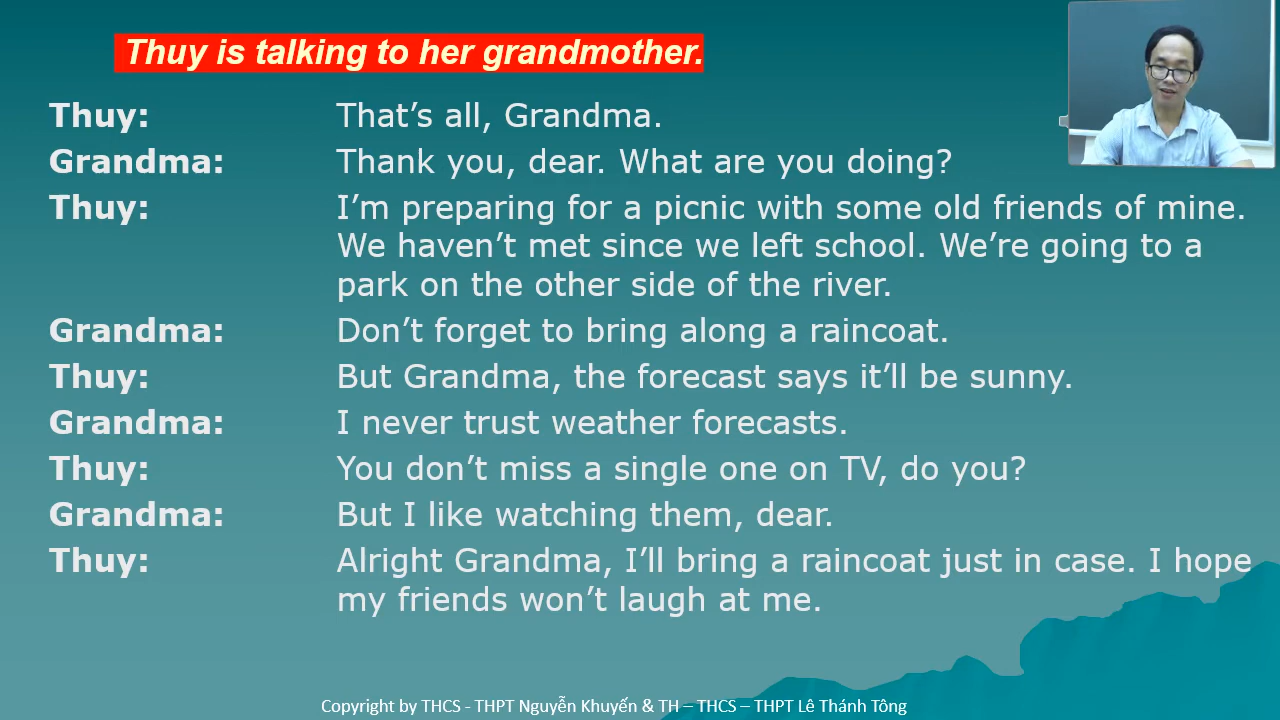 Thuy is talking to her grandmother.
Thuy: That’s all, Grandma.
Grandma: Thank you, dear. What are you doing?
Thuy: I’m preparing for a picnic with some old friends of mine.
We haven’t met since we left school. We’re going to a
park on the other side of the river.
Grandma: Don’t forget to bring along a raincoat.
Thuy: But Grandma, the forecast says it’ll be sunny.
Grandma: I never trust weather forecasts.
Thuy: You don’t miss a single one on TV, do you?
Grandma: But I like watching them, dear.
Thuy: Alright Grandma, I’ll bring a raincoat just in case. I hope
my friends won’t laugh at me.
Copyright by THCS - THPT Nguyễn Khuyến & TH – THCS – THPT Lê Thánh Tông